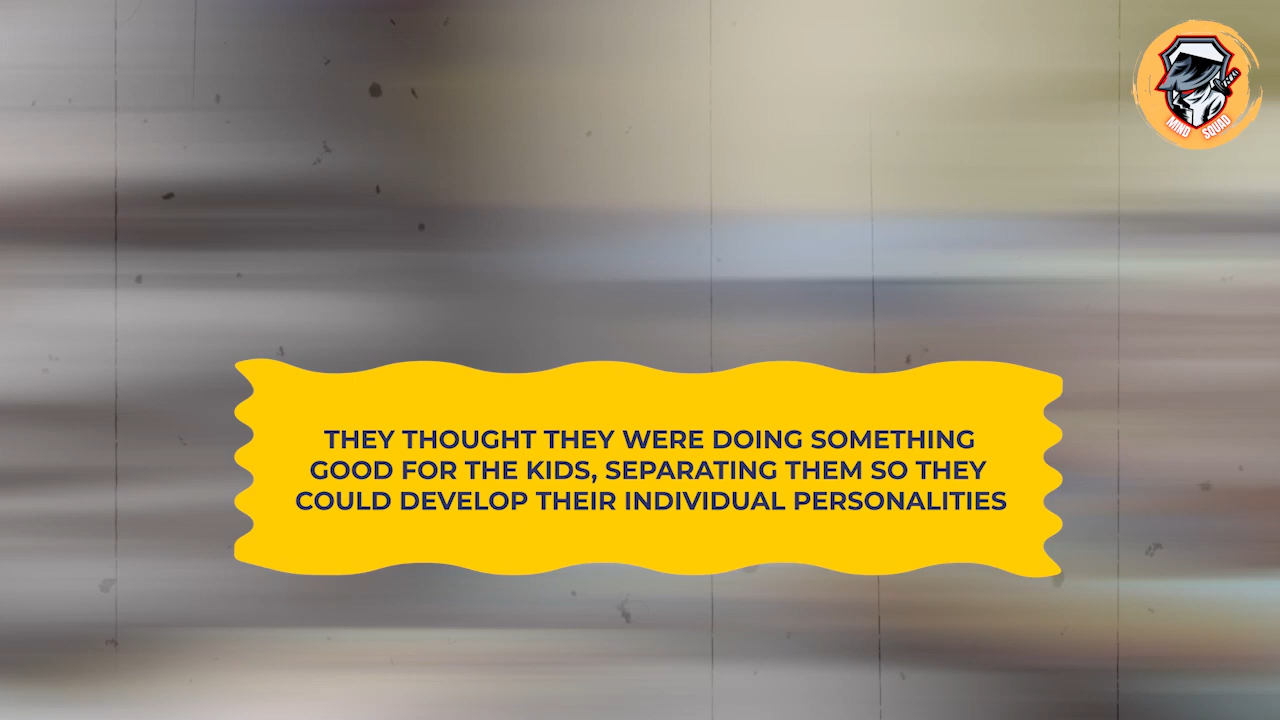 MIND SQUAD
THEY THOUGHT THEY WERE DOING SOMETHING
GOOD FOR THE KIDS, SEPARATING THEM SO THEY
COULD DEVELOP THEIR INDIVIDUAL PERSONALITIES